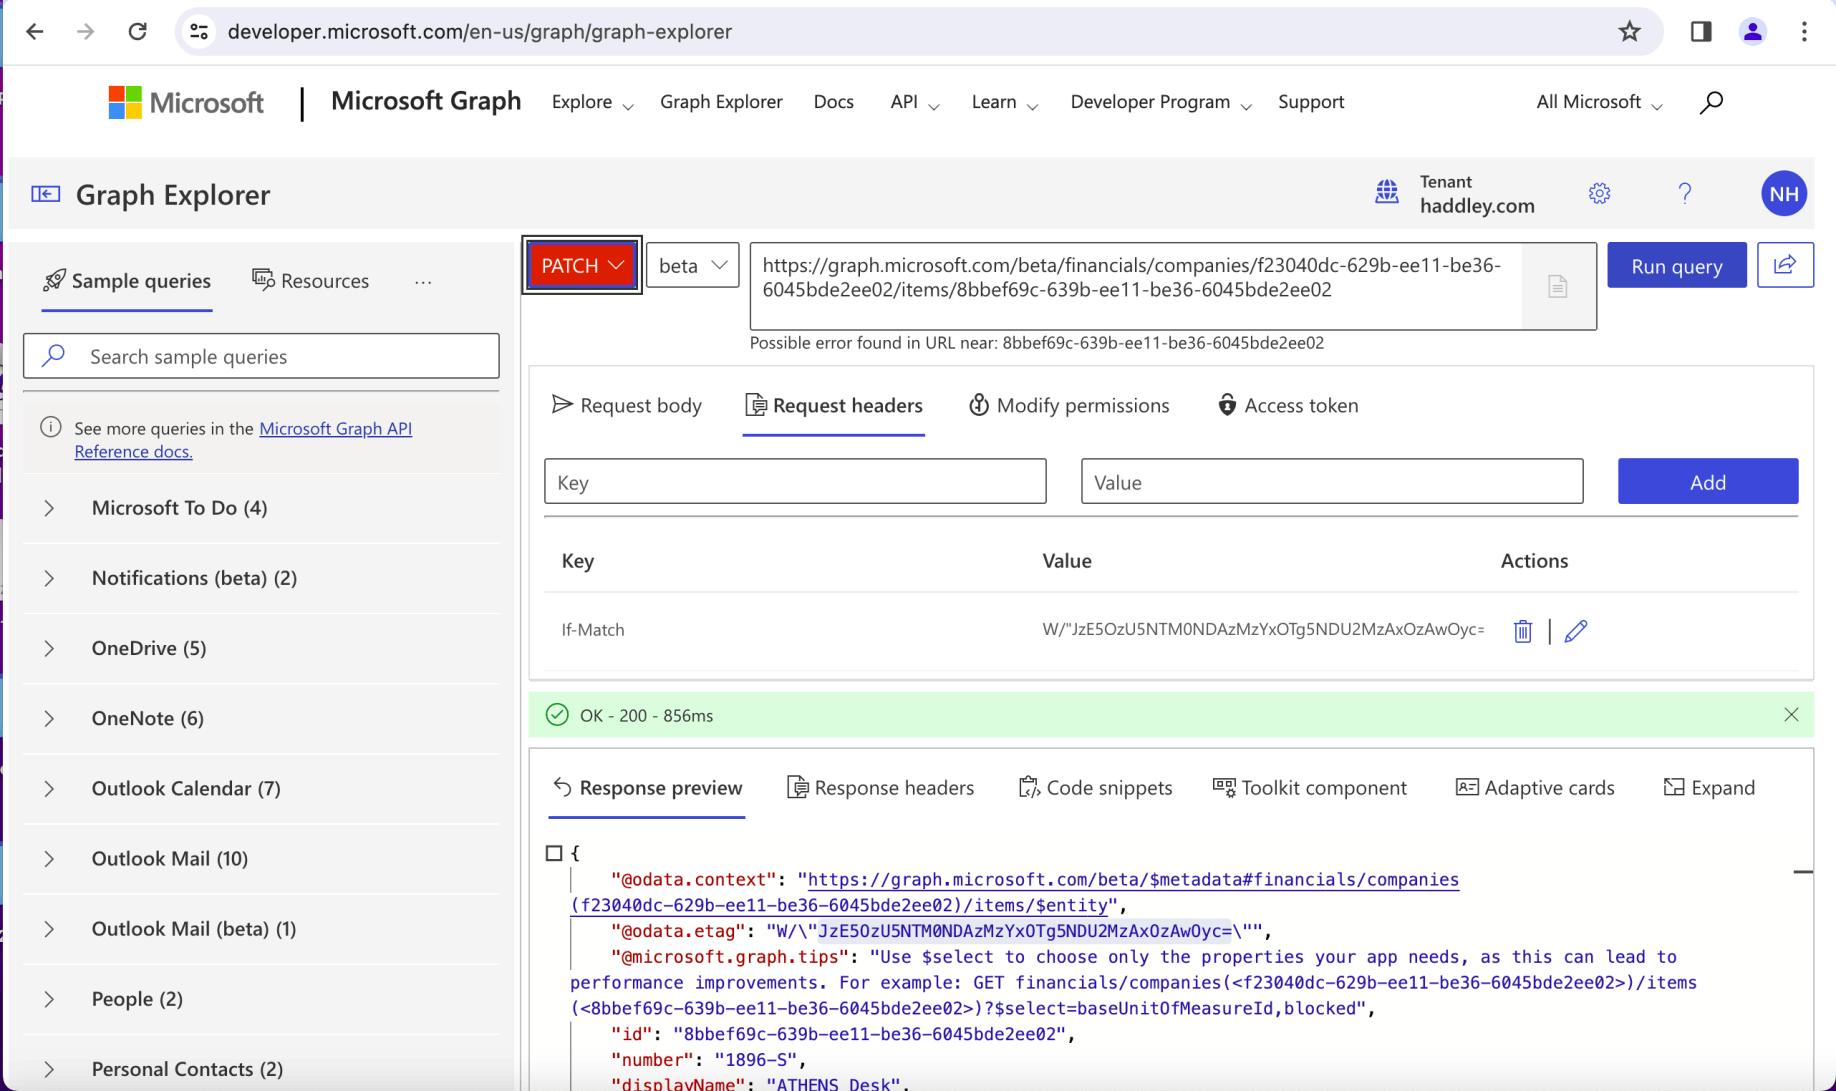 developer.microsoft.com/en-us/graph/graph-explorer
Microsoft
Microsoft Graph
Explore
Graph Explorer
Docs
API
Learn
Developer Program
Support
All Microsoft
Graph Explorer
Tenant
haddley.com
?
NH
Sample queries
Resources
...
Search sample queries
See more queries in the Microsoft Graph API
Reference docs.
Microsoft To Do (4)
Notifications (beta) (2)
OneDrive (5)
OneNote (6)
Outlook Calendar (7)
Outlook Mail (10)
Outlook Mail (beta) (1)
People (2)
Personal Contacts (2)
PATCH
beta
https://graph.microsoft.com/beta/financials/companies/f23040dc-629b-ee11-be36-
6045bde2ee02/items/8bbef69c-639b-ee11-be36-6045bde2ee02
Run query
Possible error found in URL near: 8bbef69c-639b-ee11-be36-6045bde2ee02
Request body
Request headers
Modify permissions
Access token
Key
Value
Add
Key
Value
Actions
If-Match
W/"JzE5OzU5NTM0NDAzMzYxOTg5NDU2MzAxOzAwOyc=
OK - 200 - 856ms
Response preview
Response headers
Code snippets
Toolkit component
Adaptive cards
Expand
{
"@odata.context": "https://graph.microsoft.com/beta/$metadata#financials/companies
(f23040dc-629b-ee11-be36-6045bde2ee02)/items/$entity",
"@odata.etag": "W/\"JzE5OzU5NTM0NDAzMzYxOTg5NDU2MzAxOzAwOyc=\"",
"@microsoft.graph.tips": "Use $select to choose only the properties your app needs, as this can lead to
performance improvements. For example: GET financials/companies(<f23040dc-629b-ee11-be36-6045bde2ee02>)/items
(<8bbef69c-639b-ee11-be36-6045bde2ee02>)?$select=baseUnitOfMeasureId,blocked",
"id": "8bbef69c-639b-ee11-be36-6045bde2ee02",
"number": "1896-S",
"displayName": "ATHENS Desk",